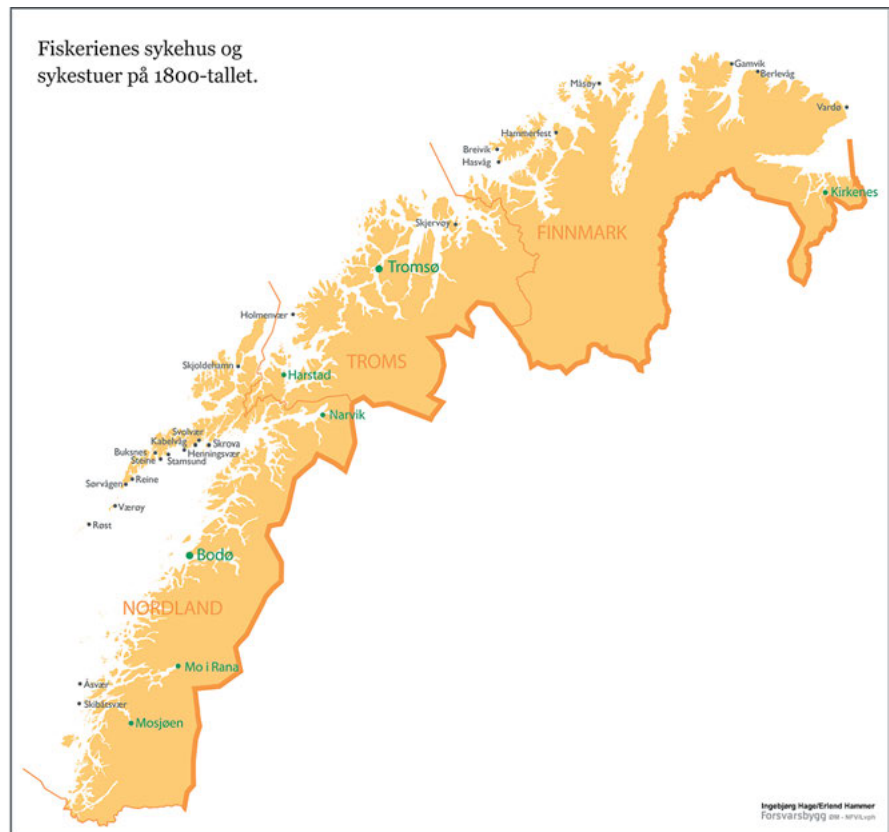 Fiskerienes sykehus og
sykestuer på 1800-tallet.
Gamvik
Berlevåg
Måsøy
Vardø
Hammerfest
Breivik
Hasvåg
Kirkenes
Skjervøy
FINNMARK
Tromsø
Holmenvær
TROMS
Skjoldehamn
Harstad
Narvik
Svolvær
Kabelvåg
Skrova
Buksnes
Henningsvær
Steine
Stamsund
Reine
Sørvågen
Værøy
Røst
Bodø
NORDLAND
Mo i Rana
Åsvær
Skibåtsvær
Mosjøen
Ingebjørg Hage/Erlend Hammer
Forsvarsbygg